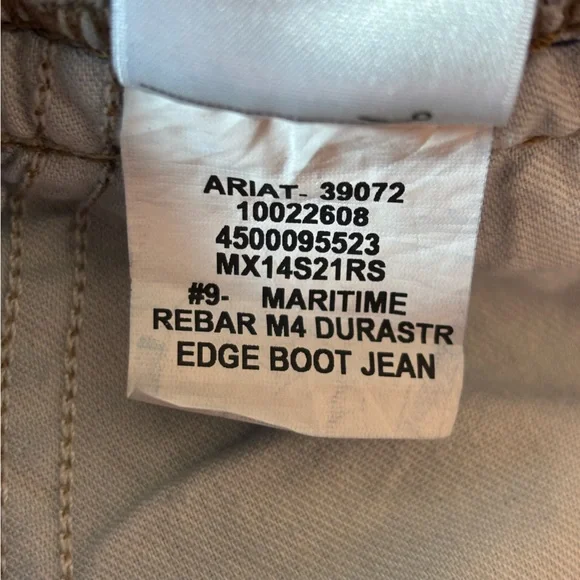 ARIAT- 39072
10022608
4500095523
MX14S21RS
#9- MARITIME
REBAR M4 DURASTR
EDGE BOOT JEAN